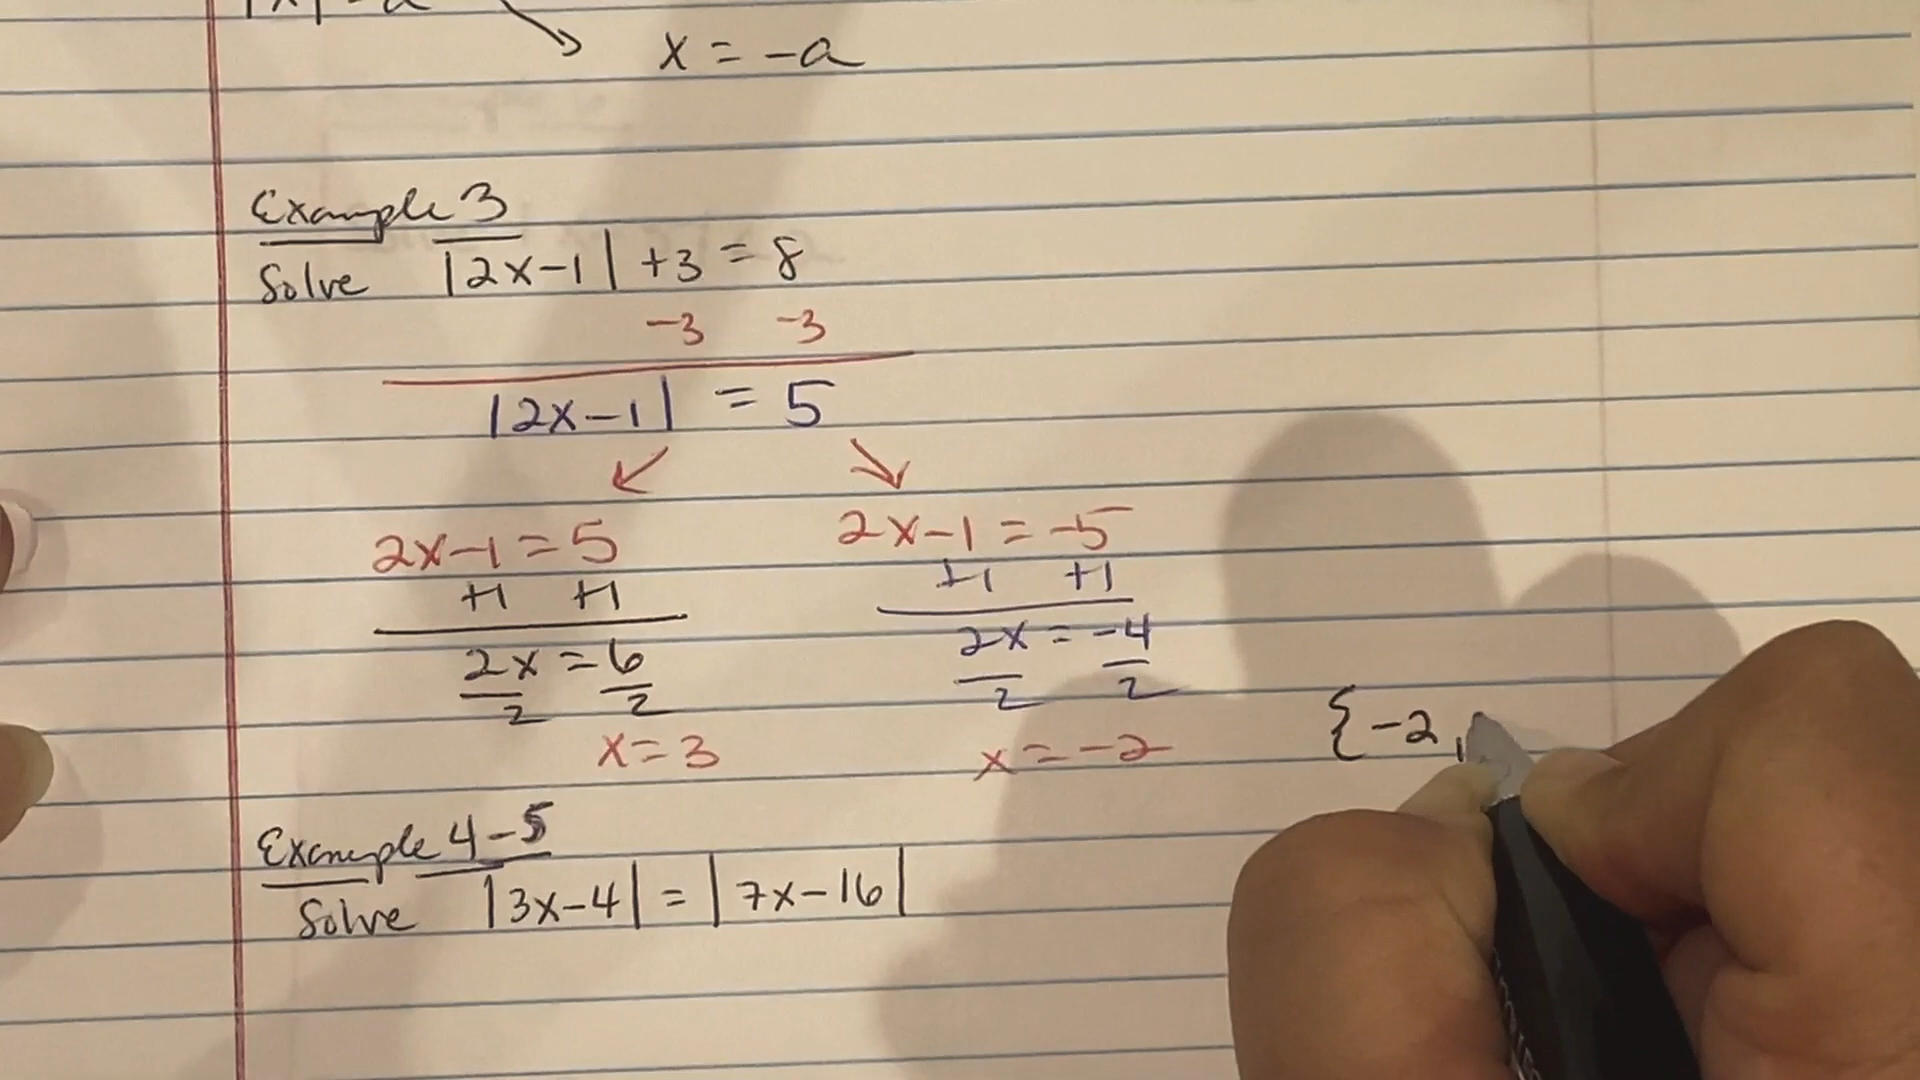 |x| = a
x = -a
Example 3
Solve |2x-1| +3 = 8
-3 -3
|2x-1| = 5
2x-1=5 2x-1=-5
+1 +1 +1 +1
2x = 6 2x = -4
2 2 2 2
x=3 x=-2 {-2,
Example 4-5
Solve |3x-4| = |7x-16|